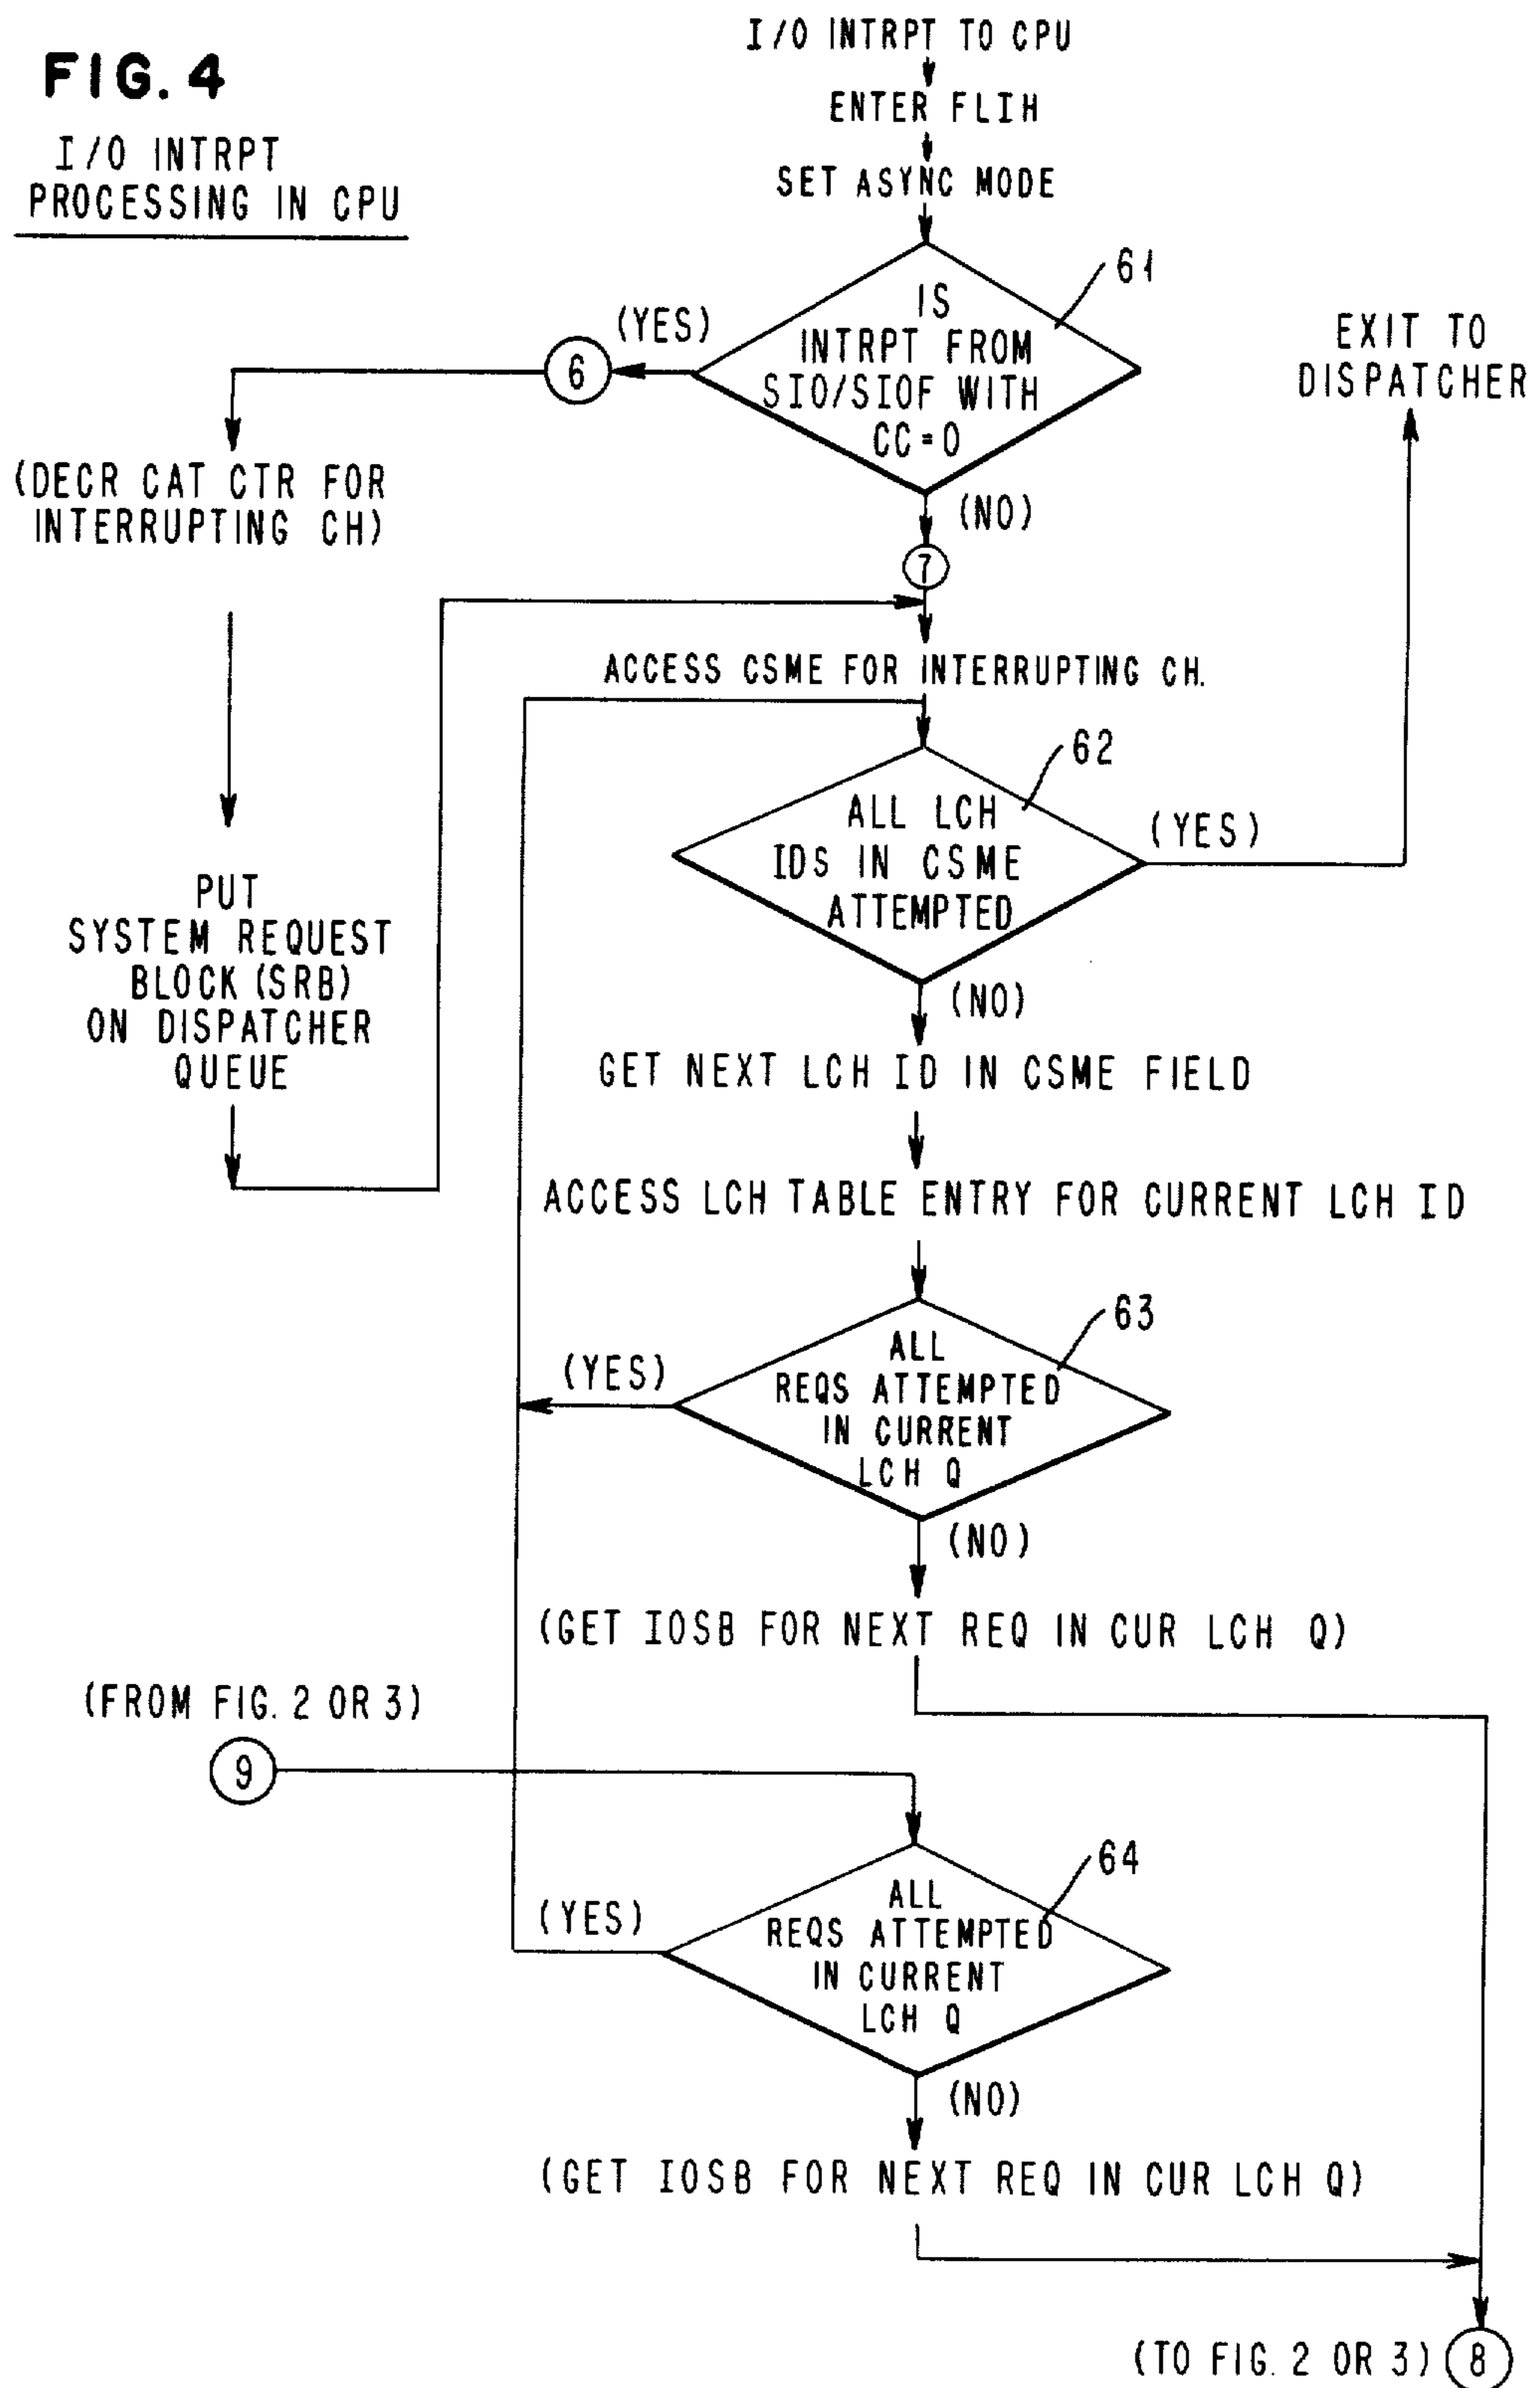 FIG. 4
I/O INTRPT
PROCESSING IN CPU
I/O INTRPT TO CPU
ENTER FLIH
SET ASYNC MODE
61
IS
INTRPT FROM
SIO/SIOF WITH
CC=0
(YES)
6
(NO)
7
EXIT TO
DISPATCHER
(DECR CAT CTR FOR
INTERRUPTING CH)
PUT
SYSTEM REQUEST
BLOCK (SRB)
ON DISPATCHER
QUEUE
ACCESS CSME FOR INTERRUPTING CH.
62
ALL LCH
IDS IN CSME
ATTEMPTED
(YES)
(NO)
GET NEXT LCH ID IN CSME FIELD
ACCESS LCH TABLE ENTRY FOR CURRENT LCH ID
63
ALL
REQS ATTEMPTED
IN CURRENT
LCH Q
(YES)
(NO)
(GET IOSB FOR NEXT REQ IN CUR LCH Q)
(FROM FIG. 2 OR 3)
9
64
ALL
REQS ATTEMPTED
IN CURRENT
LCH Q
(YES)
(NO)
(GET IOSB FOR NEXT REQ IN CUR LCH Q)
(TO FIG. 2 OR 3) 8